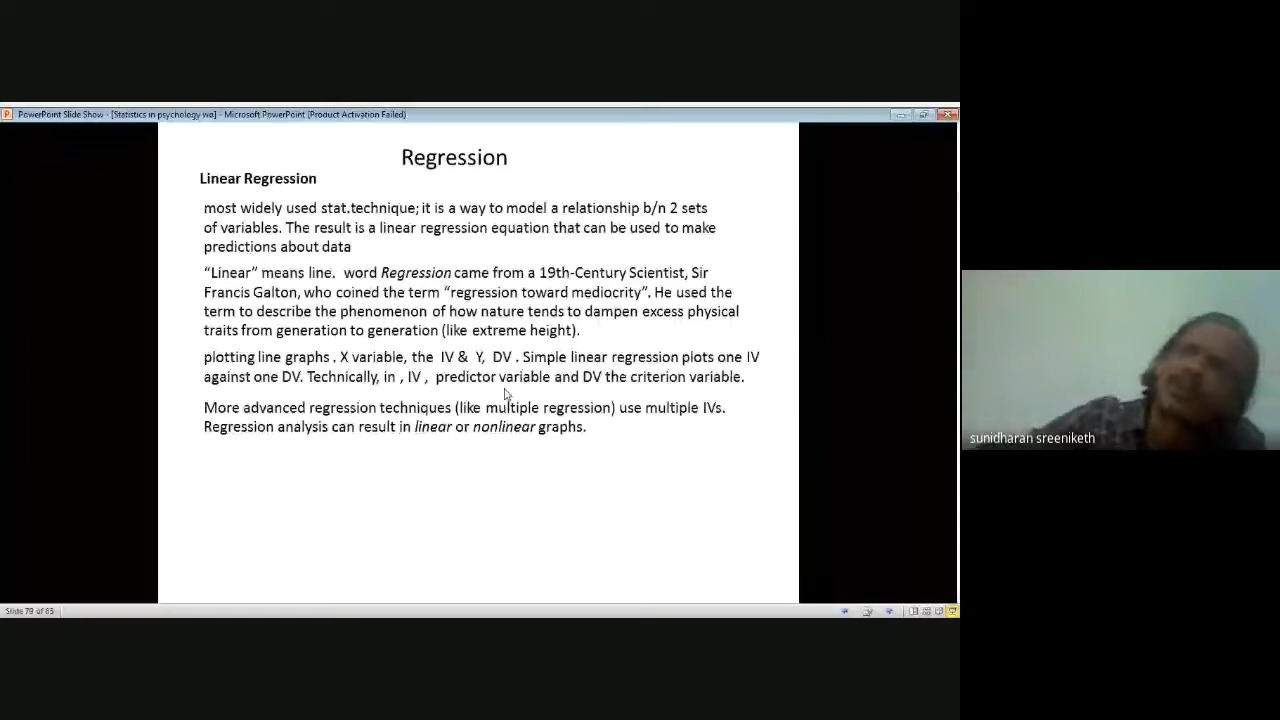 PowerPoint Slide Show - [Statistics in psychology wø] - Microsoft PowerPoint (Product Activation Failed)
Regression
Linear Regression
most widely used stat.technique; it is a way to model a relationship b/n 2 sets
of variables. The result is a linear regression equation that can be used to make
predictions about data
“Linear” means line. word Regression came from a 19th-Century Scientist, Sir
Francis Galton, who coined the term “regression toward mediocrity”. He used the
term to describe the phenomenon of how nature tends to dampen excess physical
traits from generation to generation (like extreme height).
plotting line graphs . X variable, the IV & Y, DV . Simple linear regression plots one IV
against one DV. Technically, in , IV , predictor variable and DV the criterion variable.
More advanced regression techniques (like multiple regression) use multiple IVs.
Regression analysis can result in linear or nonlinear graphs.
sunidharan sreeniketh
Slide 79 of